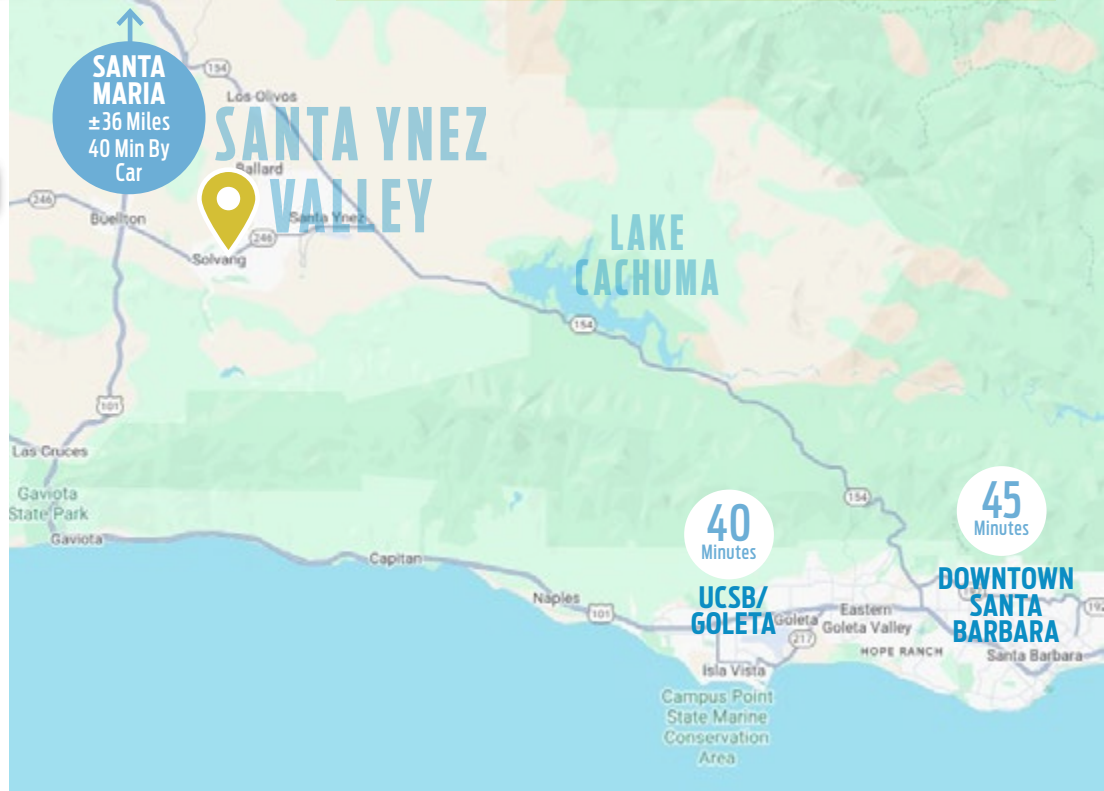 SANTA
MARIA
±36 Miles
40 Min By
Car
154
Los Olivos
SANTA YNEZ
VALLEY
Ballard
246
Buellton
Santa Ynez
246
Solvang
LAKE
CACHUMA
154
101
Las Cruces
Gaviota
State Park
Gaviota
154
45
Minutes
40
Minutes
Capitan
DOWNTOWN
SANTA
BARBARA
192
Naples
101
UCSB/
GOLETA
Goleta
217
Eastern
Goleta Valley
HOPE RANCH
Santa Barbara
Isla Vista
Campus Point
State Marine
Conservation
Area